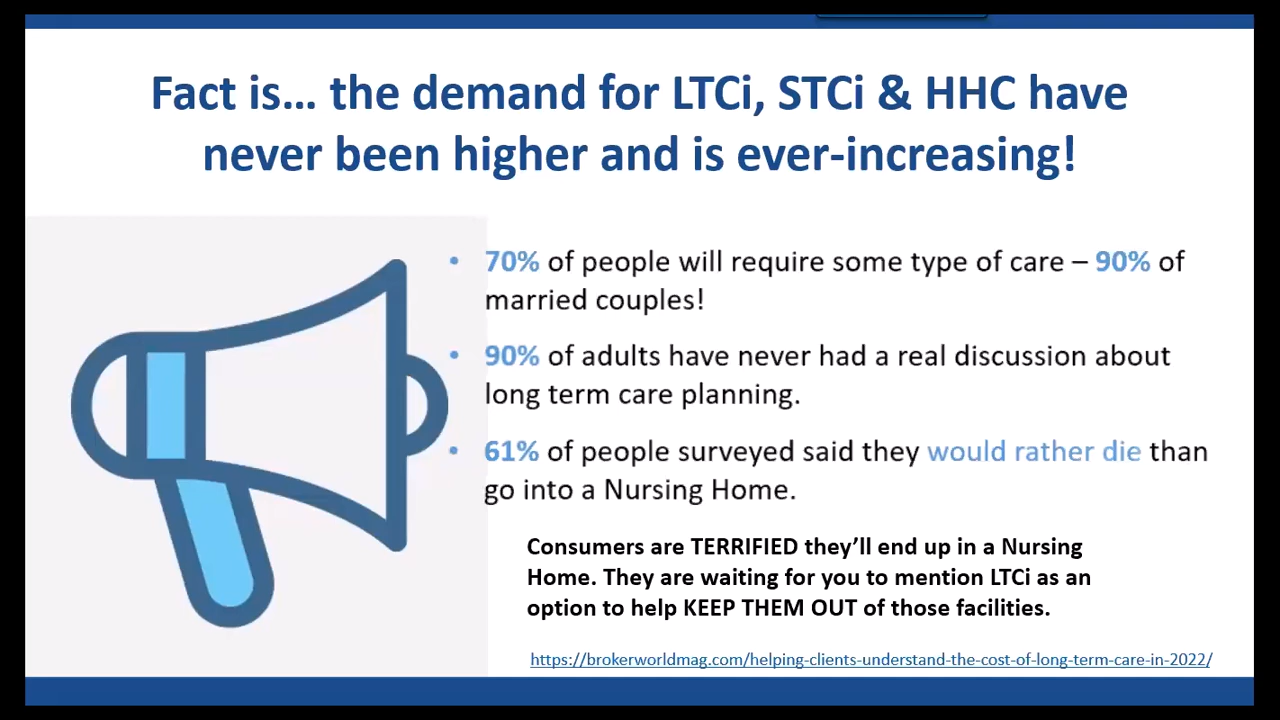 Fact is... the demand for LTCi, STCi & HHC have
never been higher and is ever-increasing!
• 70% of people will require some type of care – 90% of
married couples!
• 90% of adults have never had a real discussion about
long term care planning.
• 61% of people surveyed said they would rather die than
go into a Nursing Home.
Consumers are TERRIFIED they’ll end up in a Nursing
Home. They are waiting for you to mention LTCi as an
option to help KEEP THEM OUT of those facilities.
https://brokerworldmag.com/helping-clients-understand-the-cost-of-long-term-care-in-2022/